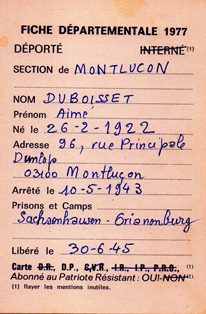 FICHE DÉPARTEMENTALE 1977
DÉPORTÉ INTERNÉ (1)
SECTION de MONTLUCON
NOM DUBOISSET
Prénom Aimé
Né le 26-2-1922
Adresse 96, rue Principale
Dunlop
03100 Montluçon
Arrêté le 10-5-1943
Prisons et Camps
Sachsenhausen - Orianenburg
Libéré le 30-6-45
Carte D.R., D.P., C.V.R., I.R., I.P., P.R.O., (1)
Abonné au Patriote Résistant : OUI-NON (1)
(1) Rayer les mentions inutiles.